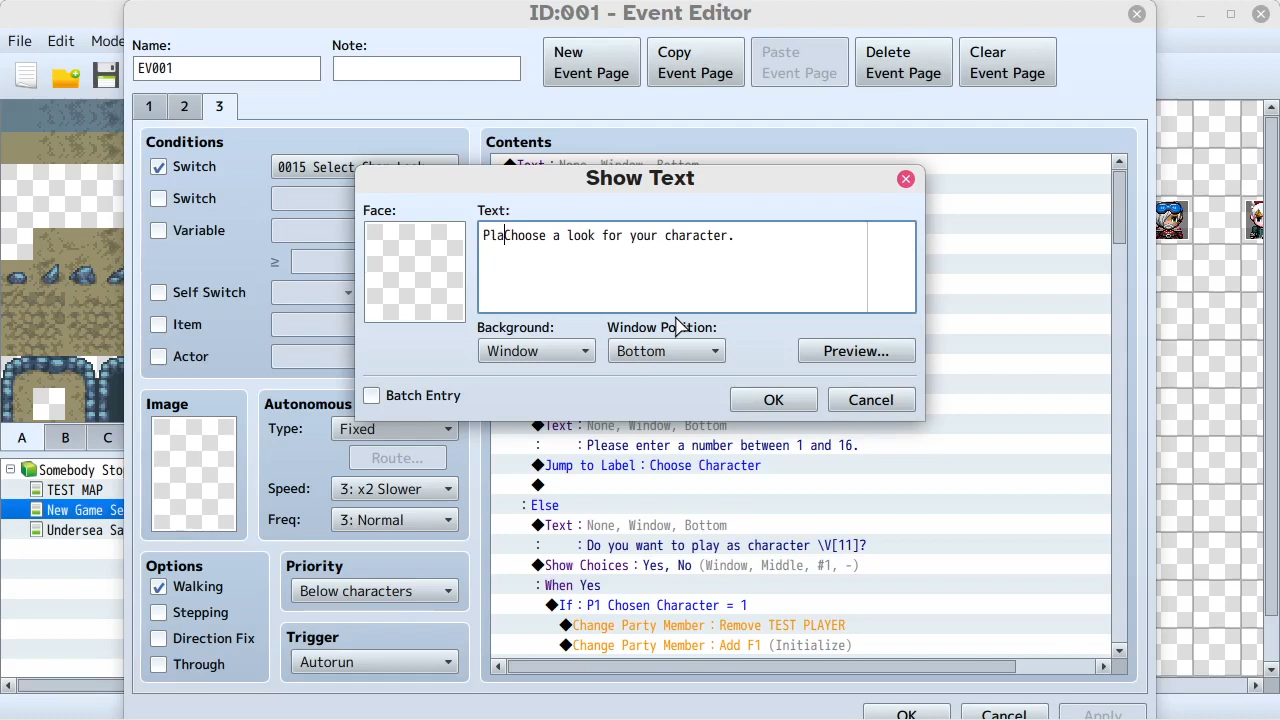 ID:001 - Event Editor
File Edit Mode
Name:
Note:
EV001
New Event Page
Copy Event Page
Paste Event Page
Delete Event Page
Clear Event Page
1 2 3
Conditions
Switch
0015 Select Char Look
Switch
Variable
≥
Self Switch
Item
Actor
Image
Autonomous
Type: Fixed
Route...
Speed: 3: x2 Slower
Freq: 3: Normal
Options
Walking
Stepping
Direction Fix
Through
Priority
Below characters
Trigger
Autorun
Contents
◆Text : None, Window, Bottom
Show Text
Face:
Text:
PlaChoose a look for your character.
Background:
Window
Window Position:
Bottom
Preview...
Batch Entry
OK Cancel
◆Text : None, Window, Bottom
: :Please enter a number between 1 and 16.
◆Jump to Label : Choose Character
◆
: Else
◆Text : None, Window, Bottom
: :Do you want to play as character \V[11]?
◆Show Choices : Yes, No (Window, Middle, #1, -)
: When Yes
◆If : P1 Chosen Character = 1
◆Change Party Member : Remove TEST PLAYER
◆Change Party Member : Add F1 (Initialize)
A B C
Somebody Sto
TEST MAP
New Game Se
Undersea Sa
OK Cancel Apply